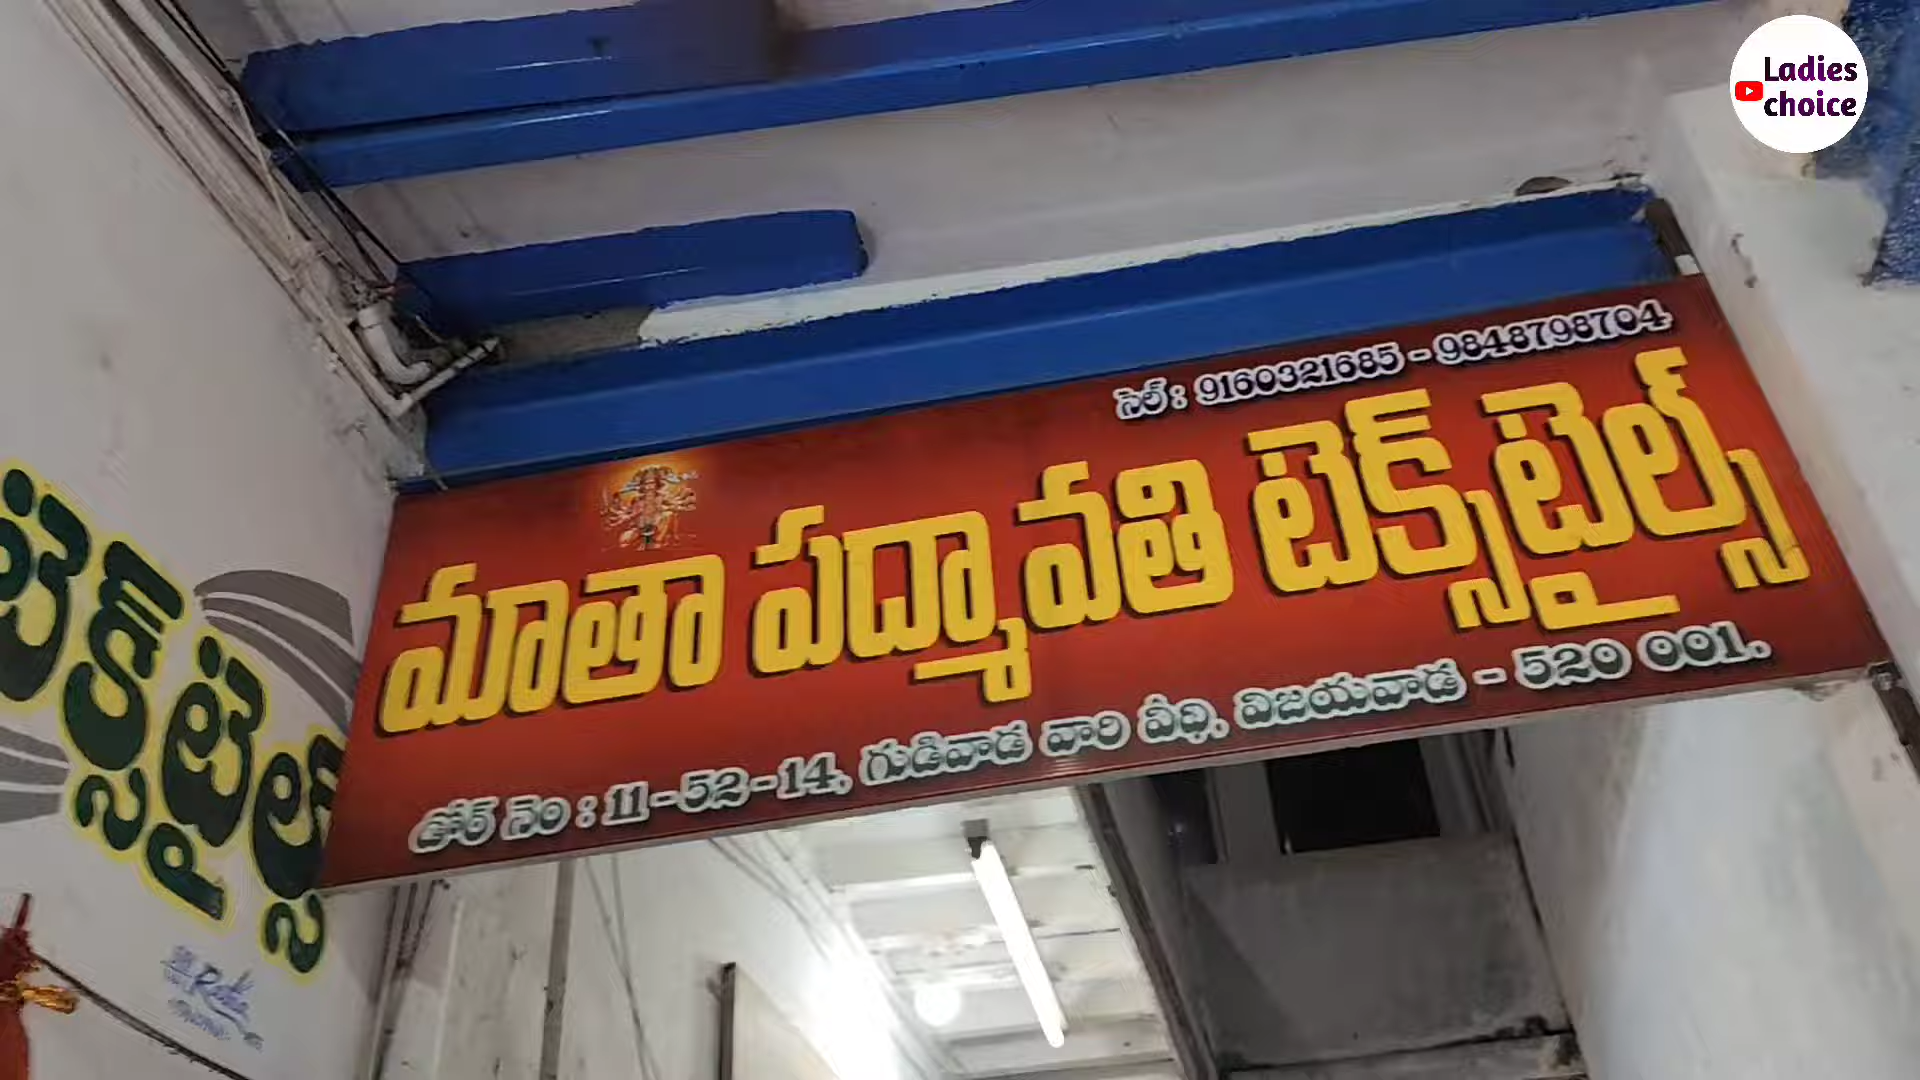 Ladies
choice
సెల్ : 9160321685 - 9848798704
మాతా పద్మావతి టెక్స్‌టైల్స్
డోర్ నెం : 11-52-14, గుడివాడ వారి వీధి, విజయవాడ - 520 001.
టెక్స్‌టైల్స్